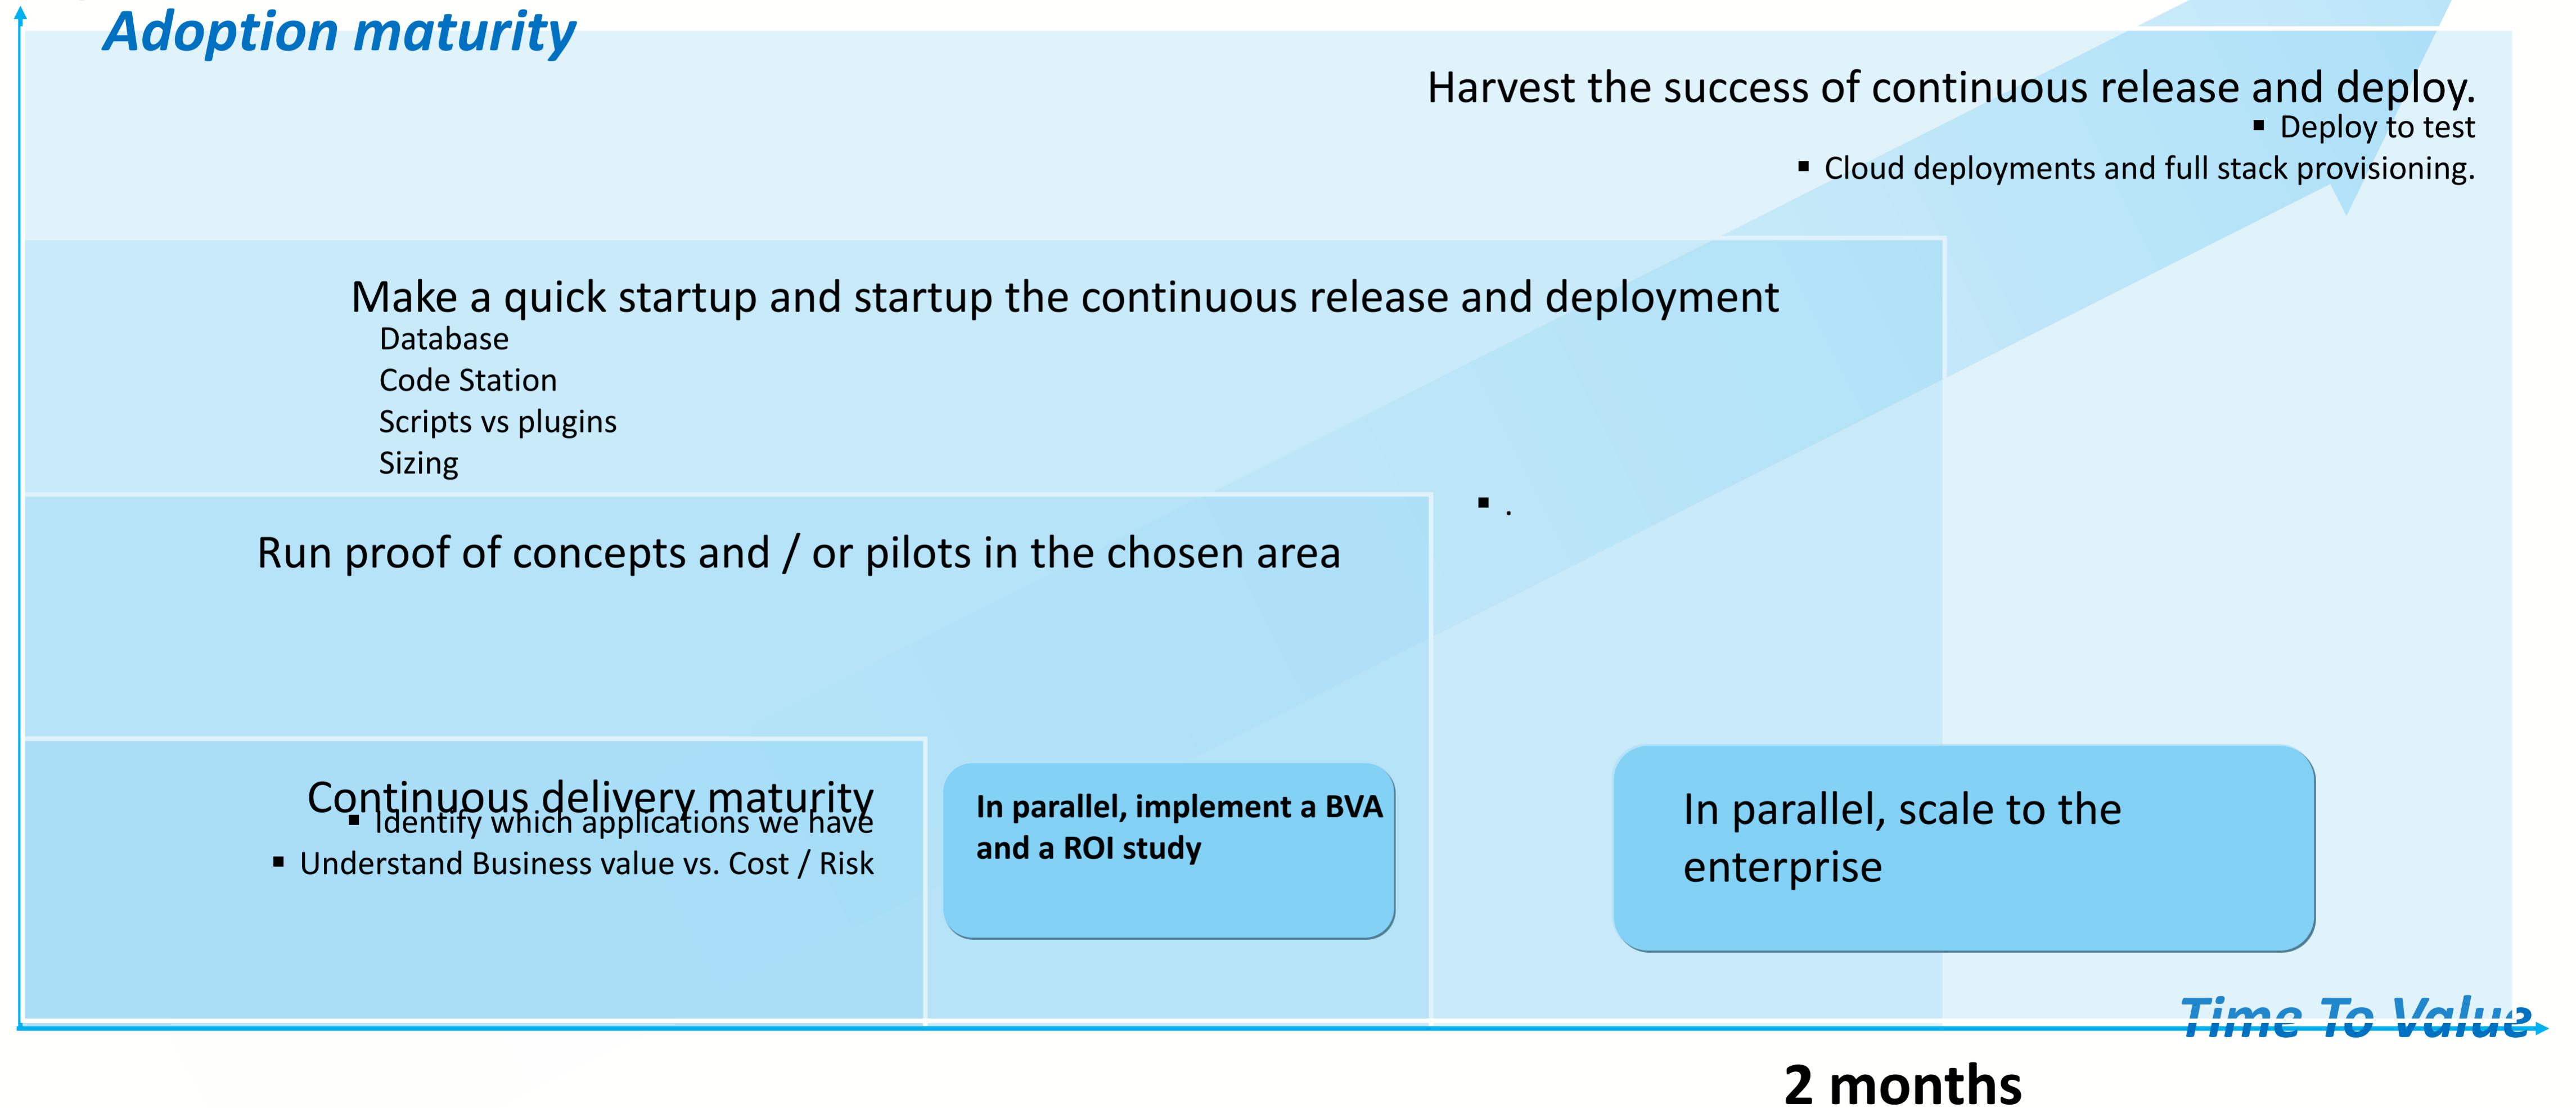 Adoption maturity
Harvest the success of continuous release and deploy.
▪ Deploy to test
▪ Cloud deployments and full stack provisioning.
Make a quick startup and startup the continuous release and deployment
Database
Code Station
Scripts vs plugins
Sizing
▪ .
Run proof of concepts and / or pilots in the chosen area
Continuous delivery maturity
▪ Identify which applications we have
▪ Understand Business value vs. Cost / Risk
In parallel, implement a BVA
and a ROI study
In parallel, scale to the
enterprise
Time To Value
2 months